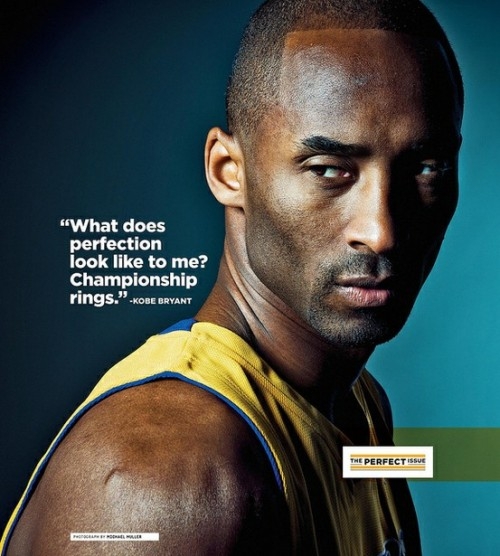 “What does
perfection
look like to me?
Championship
rings.” -KOBE BRYANT
THE PERFECT ISSUE
PHOTOGRAPH BY MICHAEL MULLER